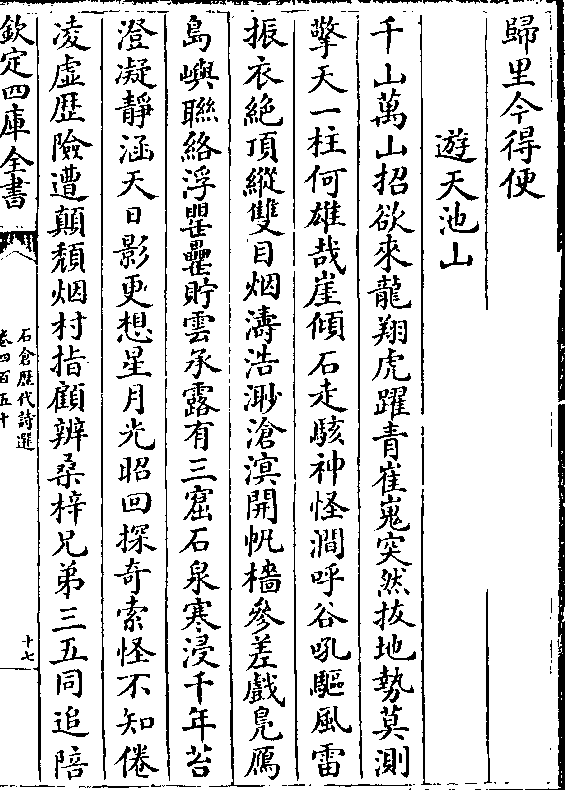 歸里今得便
遊天池山
千山萬山招欲來龍翔虎躍青崔嵬突然拔地勢莫測
擎天一柱何雄哉崖傾石走駭神怪澗呼谷吼驅風雷
振衣絶頂縱雙目烟濤浩渺滄溟開帆檣參差戲鳧鴈
島嶼聯絡浮罌罍貯雲承露有三窟石泉寒浸千年苔
澄凝靜涵天日影更想星月光昭回探奇索怪不知倦
凌虚歴險遭顛頽烟村指顧辨桑梓兄弟三五同追陪
欽定四庫全書
石倉歴代詩選
卷四百五十
十七